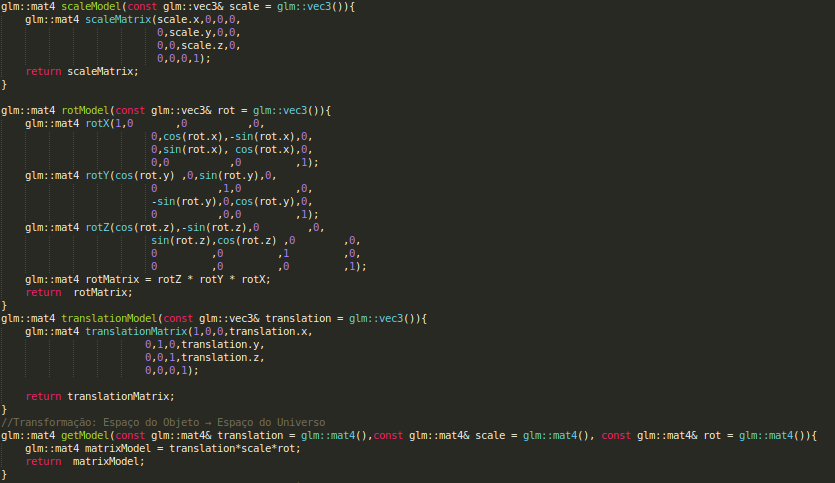 glm::mat4 scaleModel(const glm::vec3& scale = glm::vec3()){
    glm::mat4 scaleMatrix(scale.x,0,0,0,
                          0,scale.y,0,0,
                          0,0,scale.z,0,
                          0,0,0,1);
    return scaleMatrix;
}

glm::mat4 rotModel(const glm::vec3& rot = glm::vec3()){
    glm::mat4 rotX(1,0       ,0          ,0,
                         0,cos(rot.x),-sin(rot.x),0,
                         0,sin(rot.x), cos(rot.x),0,
                         0,0          ,0         ,1);
    glm::mat4 rotY(cos(rot.y) ,0,sin(rot.y),0,
                         0          ,1,0         ,0,
                         -sin(rot.y),0,cos(rot.y),0,
                         0          ,0,0         ,1);
    glm::mat4 rotZ(cos(rot.z),-sin(rot.z),0        ,0,
                         sin(rot.z),cos(rot.z) ,0        ,0,
                         0         ,0          ,1        ,0,
                         0         ,0          ,0        ,1);
    glm::mat4 rotMatrix = rotZ * rotY * rotX;
    return  rotMatrix;
}
glm::mat4 translationModel(const glm::vec3& translation = glm::vec3()){
    glm::mat4 translationMatrix(1,0,0,translation.x,
                        0,1,0,translation.y,
                        0,0,1,translation.z,
                        0,0,0,1);

    return translationMatrix;
}
//Transformação: Espaço do Objeto → Espaço do Universo
glm::mat4 getModel(const glm::mat4& translation = glm::mat4(),const glm::mat4& scale = glm::mat4(), const glm::mat4& rot = glm::mat4()){
    glm::mat4 matrixModel = translation*scale*rot;
    return  matrixModel;
}